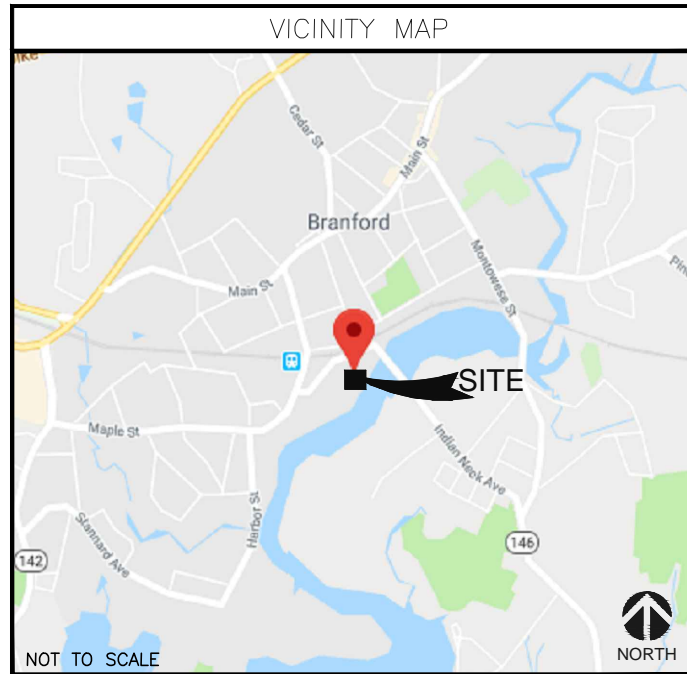 VICINITY MAP
Cedar St
Main St
Branford
Montowese St
Main St
SITE
Maple St
Indian Neck Ave
Harbor St
Stannard Ave
142
146
NOT TO SCALE
NORTH